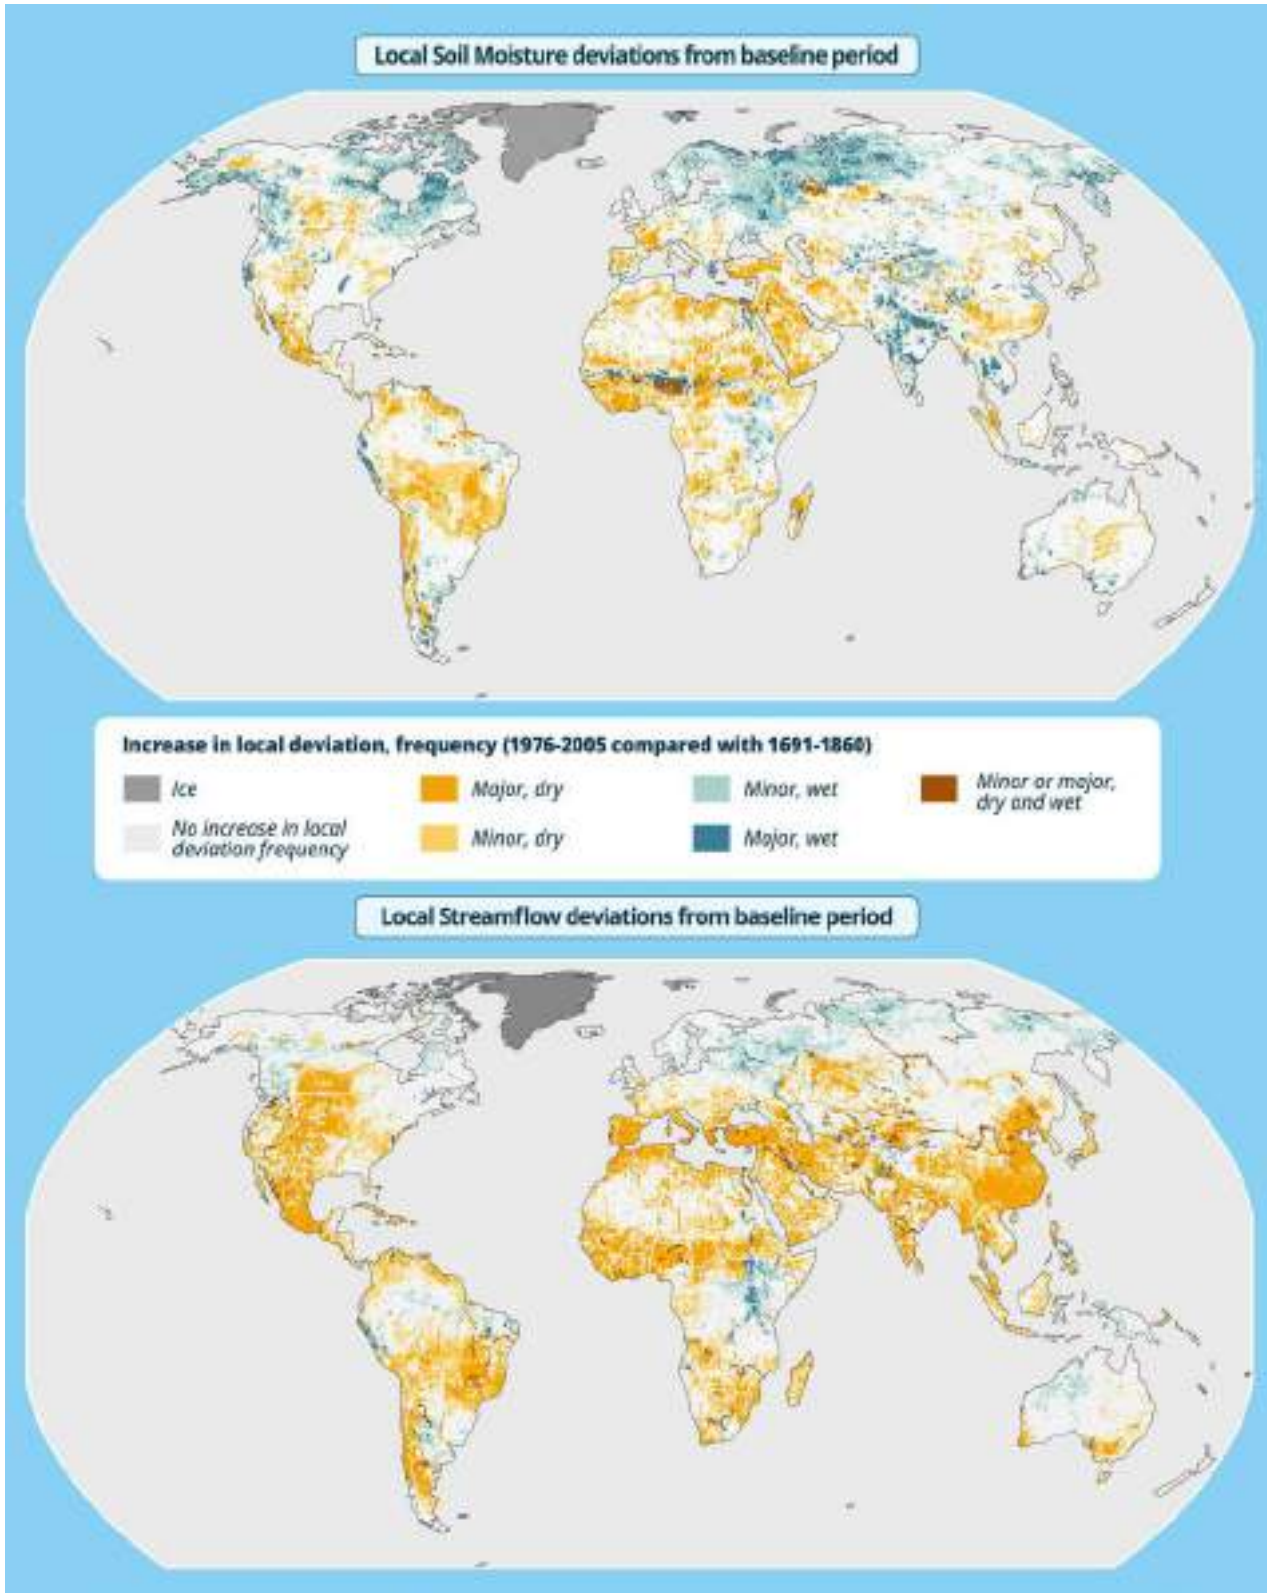 Local Soil Moisture deviations from baseline period
Increase in local deviation, frequency (1976-2005 compared with 1691-1860)
Ice
No increase in local
deviation frequency
Major, dry
Minor, dry
Minor, wet
Major, wet
Minor or major,
dry and wet
Local Streamflow deviations from baseline period